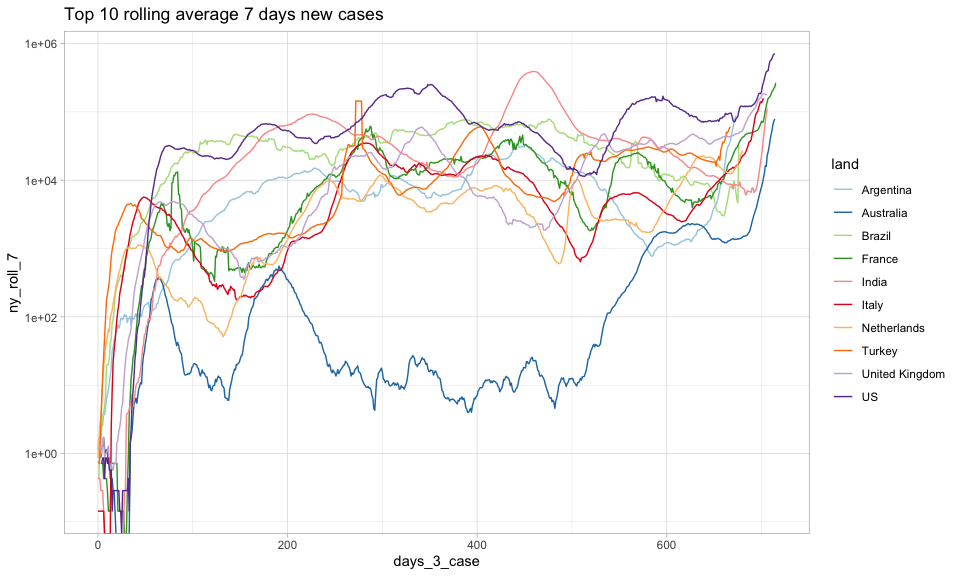 Top 10 rolling average 7 days new cases
1e+06
1e+04
1e+02
1e+00
ny_roll_7
0 200 400 600
days_3_case
land
Argentina
Australia
Brazil
France
India
Italy
Netherlands
Turkey
United Kingdom
US